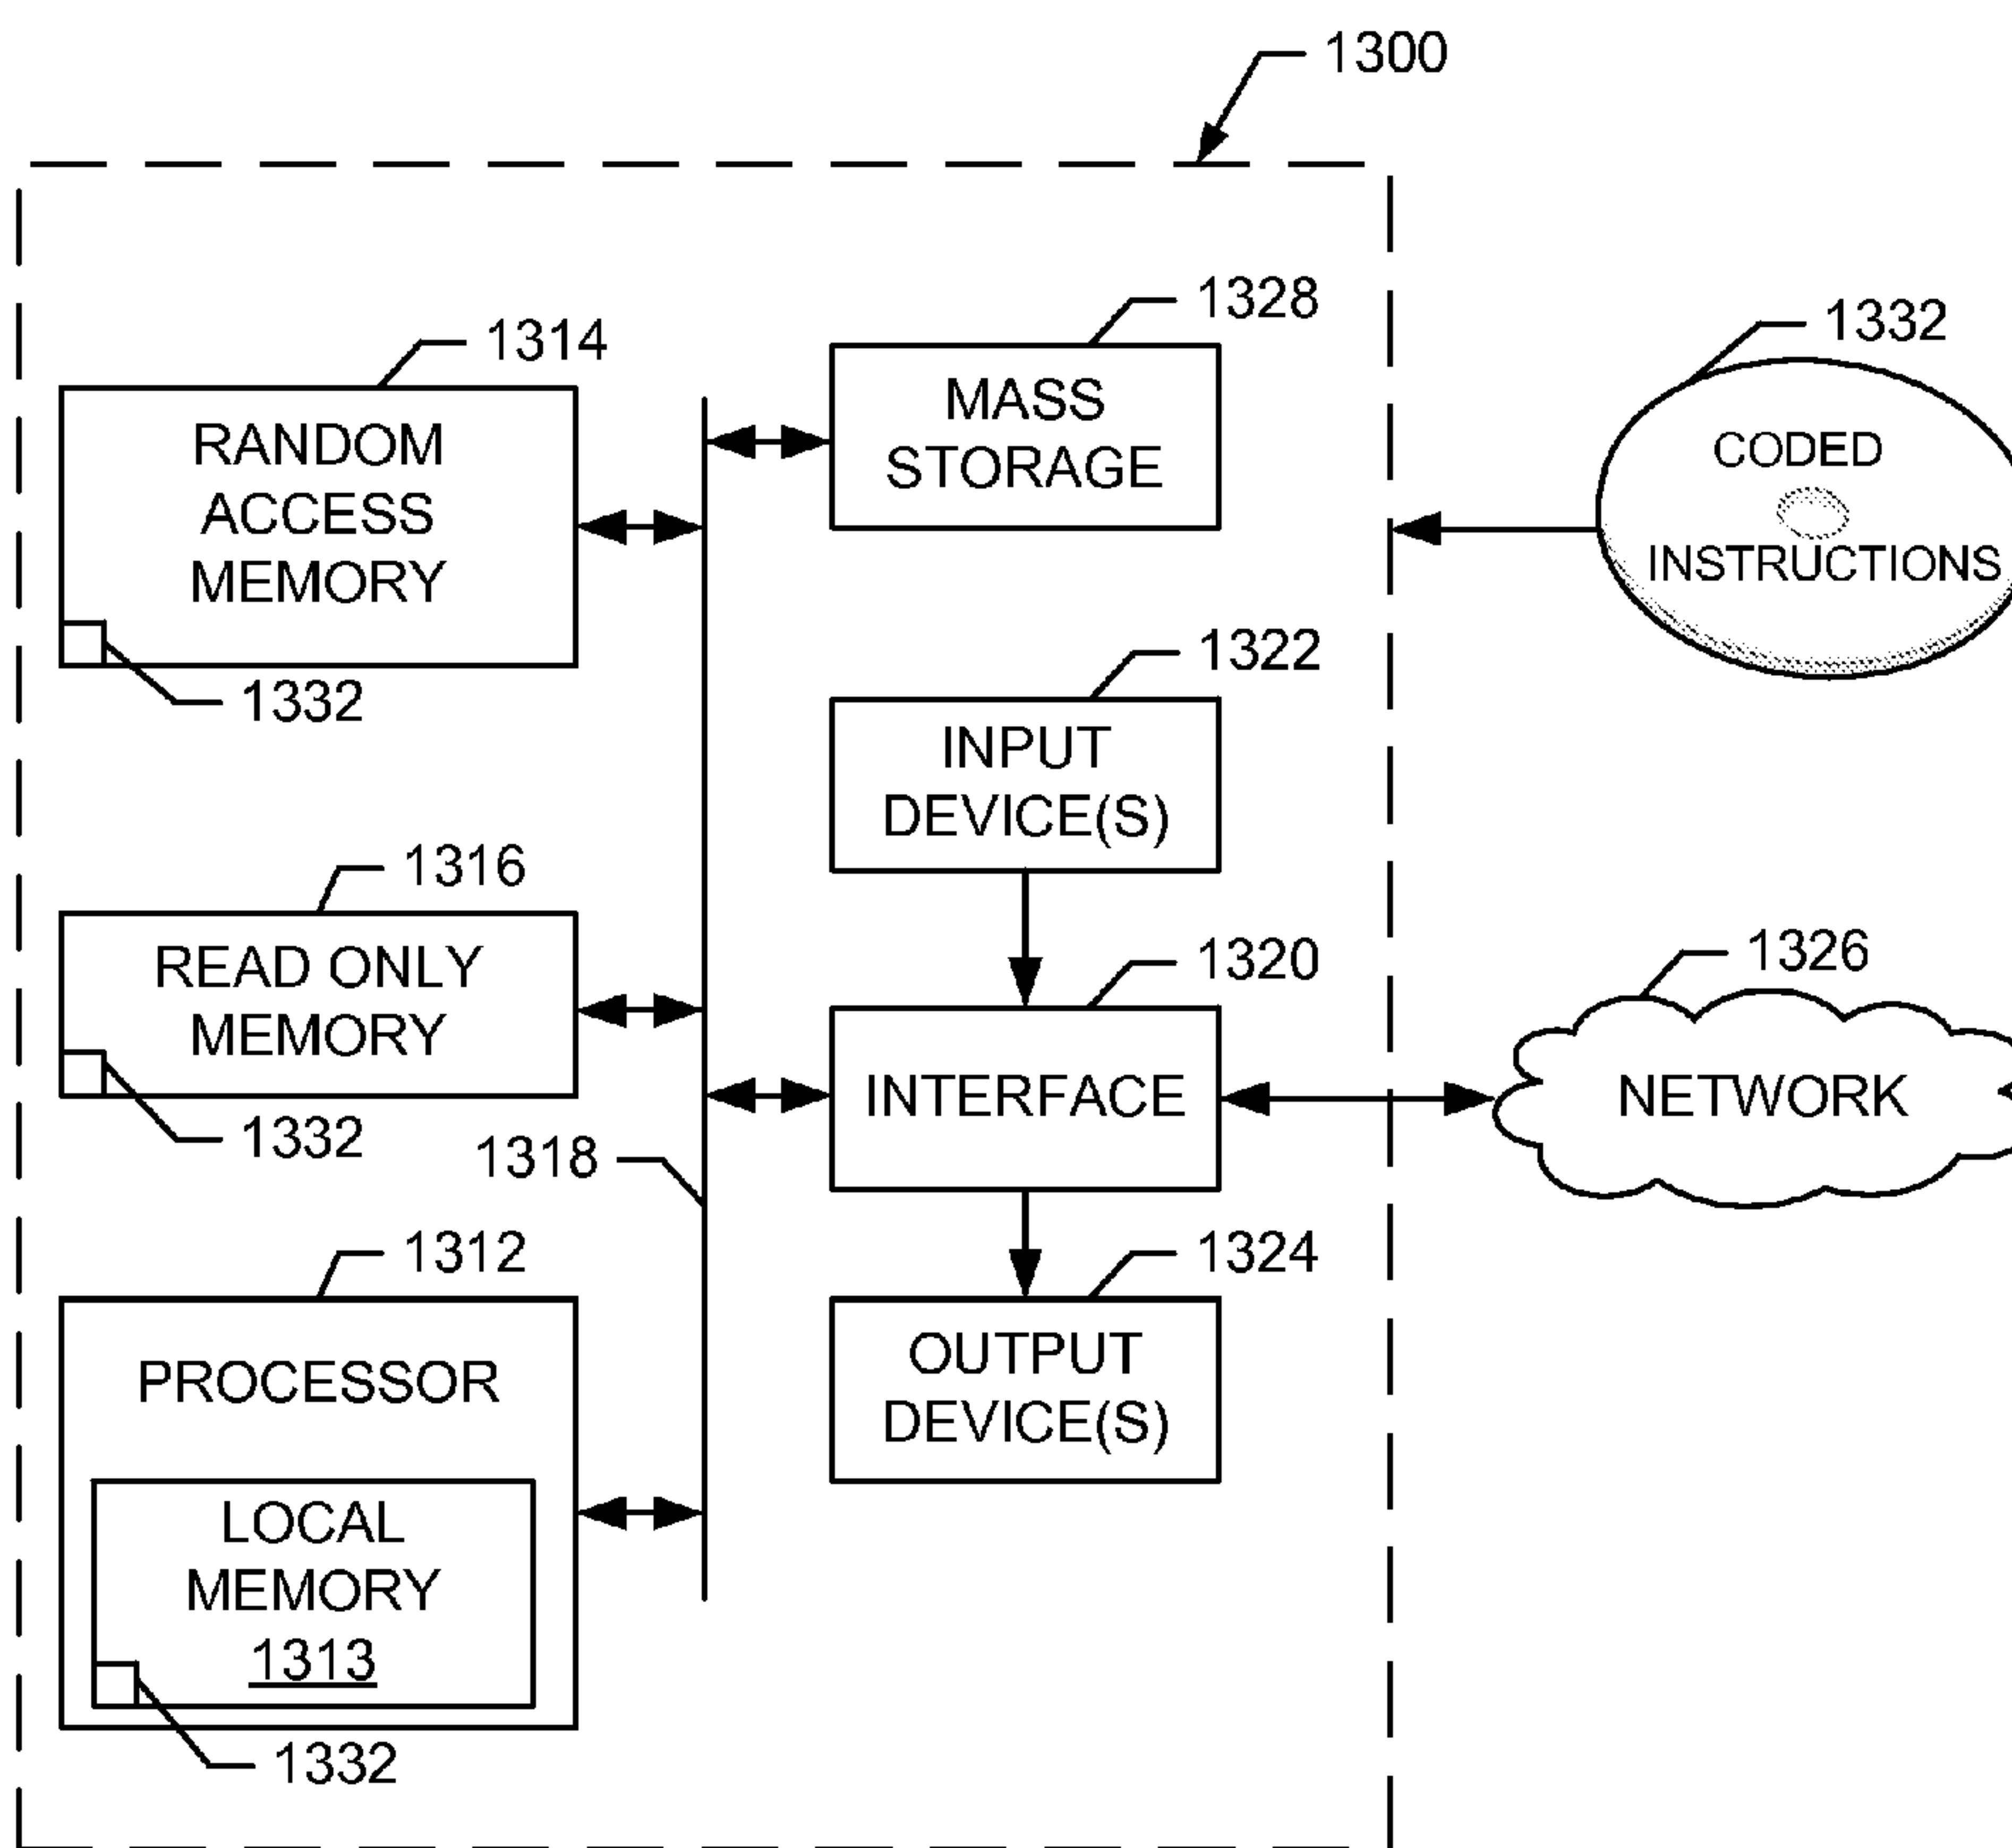 1300
1328
MASS
STORAGE
1314
RANDOM
ACCESS
MEMORY
1332
1332
CODED
INSTRUCTIONS
1322
INPUT
DEVICE(S)
1316
READ ONLY
MEMORY
1332
1318
1320
INTERFACE
1326
NETWORK
1312
PROCESSOR
LOCAL
MEMORY
1313
1332
1324
OUTPUT
DEVICE(S)